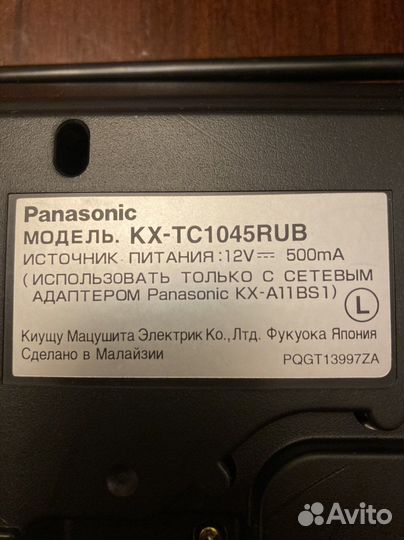 Panasonic
МОДЕЛЬ. KX-TC1045RUB
ИСТОЧНИК ПИТАНИЯ:12V⎓ 500mA
(ИСПОЛЬЗОВАТЬ ТОЛЬКО С СЕТЕВЫМ
АДАПТЕРОМ Panasonic KX-A11BS1)
L
Киущу Мацушита Электрик Ко., Лтд. Фукуока Япония
Сделано в Малайзии
PQGT13997ZA
Avito